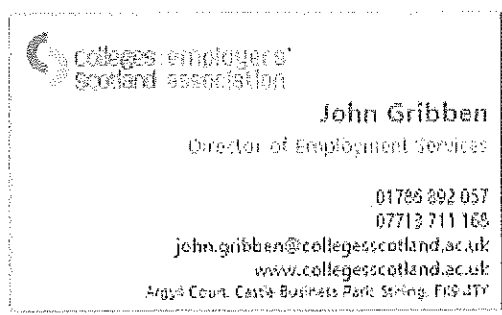 colleges employers'
scotland association
John Gribben
Director of Employment Services
01786 892 057
07713 711 168
john.gribben@collegesscotland.ac.uk
www.collegesscotland.ac.uk
Argyll Court, Castle Business Park, Stirling, FK9 4TY